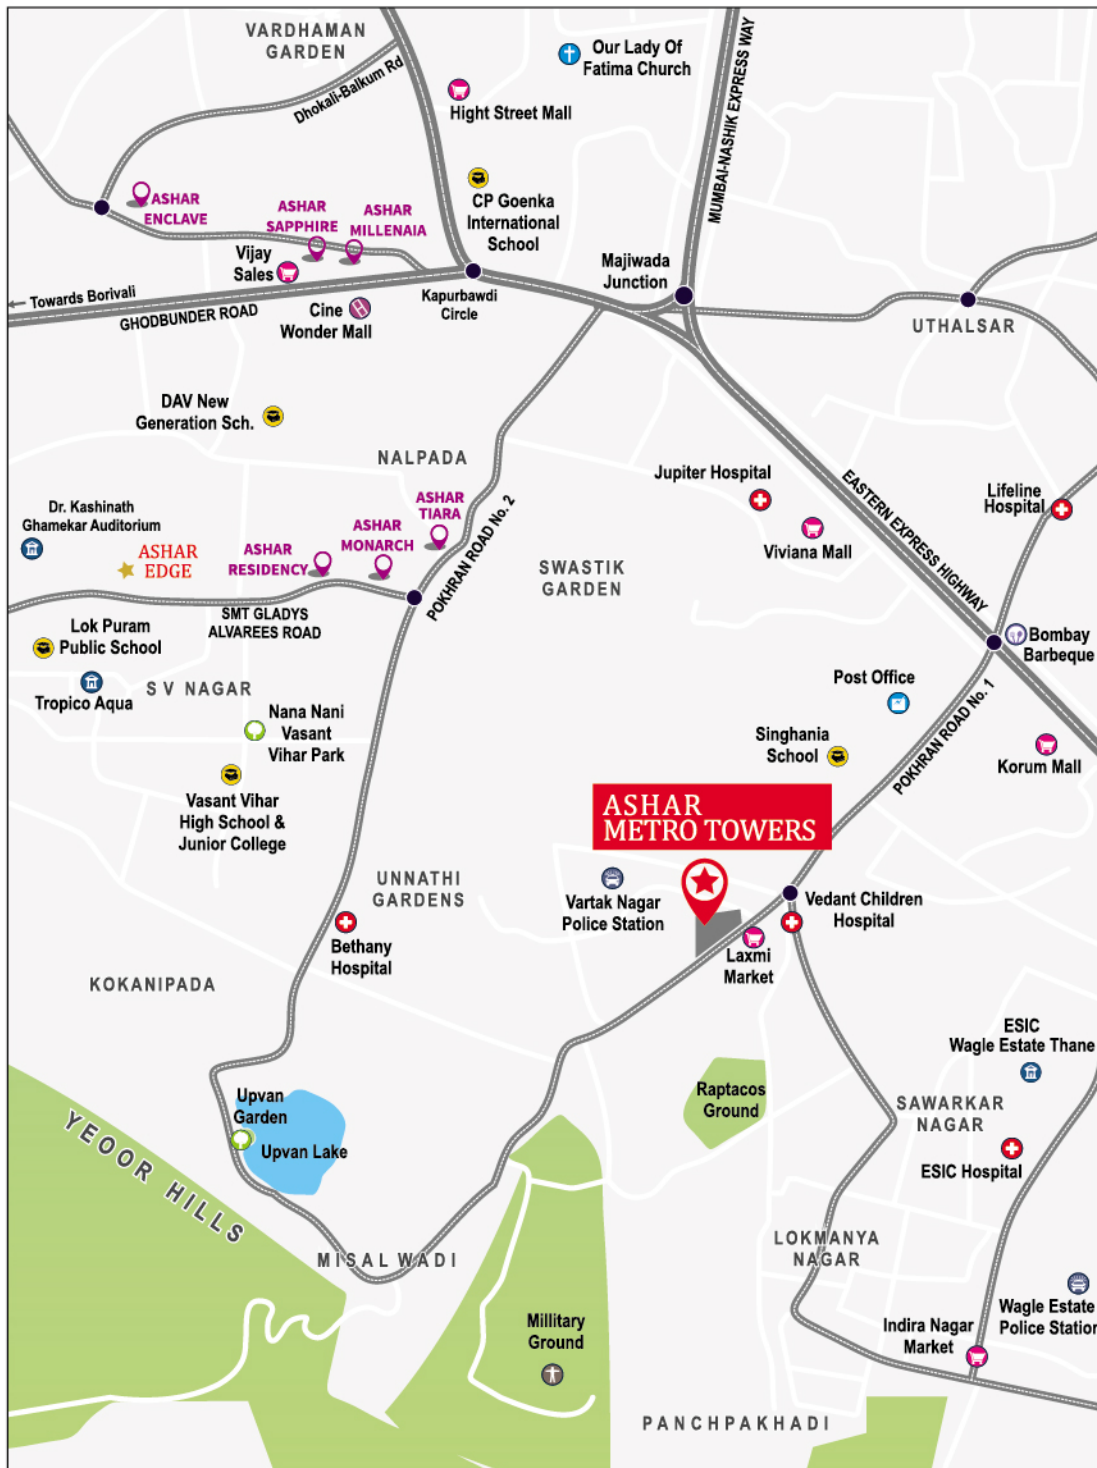 VARDHAMAN
GARDEN
Our Lady Of
Fatima Church
Dhokali-Balkum Rd
Hight Street Mall
MUMBAI-NASHIK EXPRESS WAY
ASHAR
ENCLAVE
ASHAR
SAPPHIRE
ASHAR
MILLENAIA
CP Goenka
International
School
Vijay
Sales
Majiwada
Junction
Towards Borivali
GHODBUNDER ROAD
Cine
Wonder Mall
Kapurbawdi
Circle
UTHALSAR
DAV New
Generation Sch.
NALPADA
Jupiter Hospital
EASTERN EXPRESS HIGHWAY
Lifeline
Hospital
Dr. Kashinath
Ghamekar Auditorium
ASHAR
TIARA
ASHAR
MONARCH
ASHAR
RESIDENCY
ASHAR
EDGE
POKHRAN ROAD No. 2
Viviana Mall
SWASTIK
GARDEN
SMT GLADYS
ALVAREES ROAD
Lok Puram
Public School
Bombay
Barbeque
Tropico Aqua
S V NAGAR
Post Office
POKHRAN ROAD No. 1
Nana Nani
Vasant
Vihar Park
Singhania
School
Korum Mall
Vasant Vihar
High School &
Junior College
ASHAR
METRO TOWERS
UNNATHI
GARDENS
Vartak Nagar
Police Station
Vedant Children
Hospital
Bethany
Hospital
Laxmi
Market
KOKANIPADA
ESIC
Wagle Estate Thane
Upvan
Garden
Raptacos
Ground
SAWARKAR
NAGAR
YEOOR HILLS
Upvan Lake
ESIC Hospital
MISAL WADI
LOKMANYA
NAGAR
Millitary
Ground
Indira Nagar
Market
Wagle Estate
Police Station
PANCHPAKHADI